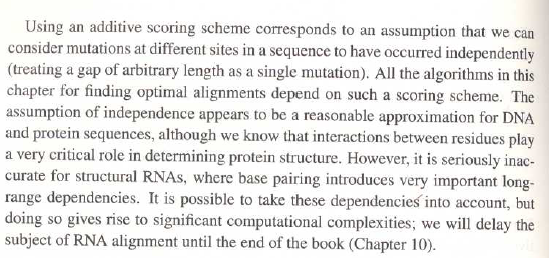 Using an additive scoring scheme corresponds to an assumption that we can
consider mutations at different sites in a sequence to have occurred independently
(treating a gap of arbitrary length as a single mutation). All the algorithms in this
chapter for finding optimal alignments depend on such a scoring scheme. The
assumption of independence appears to be a reasonable approximation for DNA
and protein sequences, although we know that interactions between residues play
a very critical role in determining protein structure. However, it is seriously inac-
curate for structural RNAs, where base pairing introduces very important long-
range dependencies. It is possible to take these dependencies into account, but
doing so gives rise to significant computational complexities; we will delay the
subject of RNA alignment until the end of the book (Chapter 10).